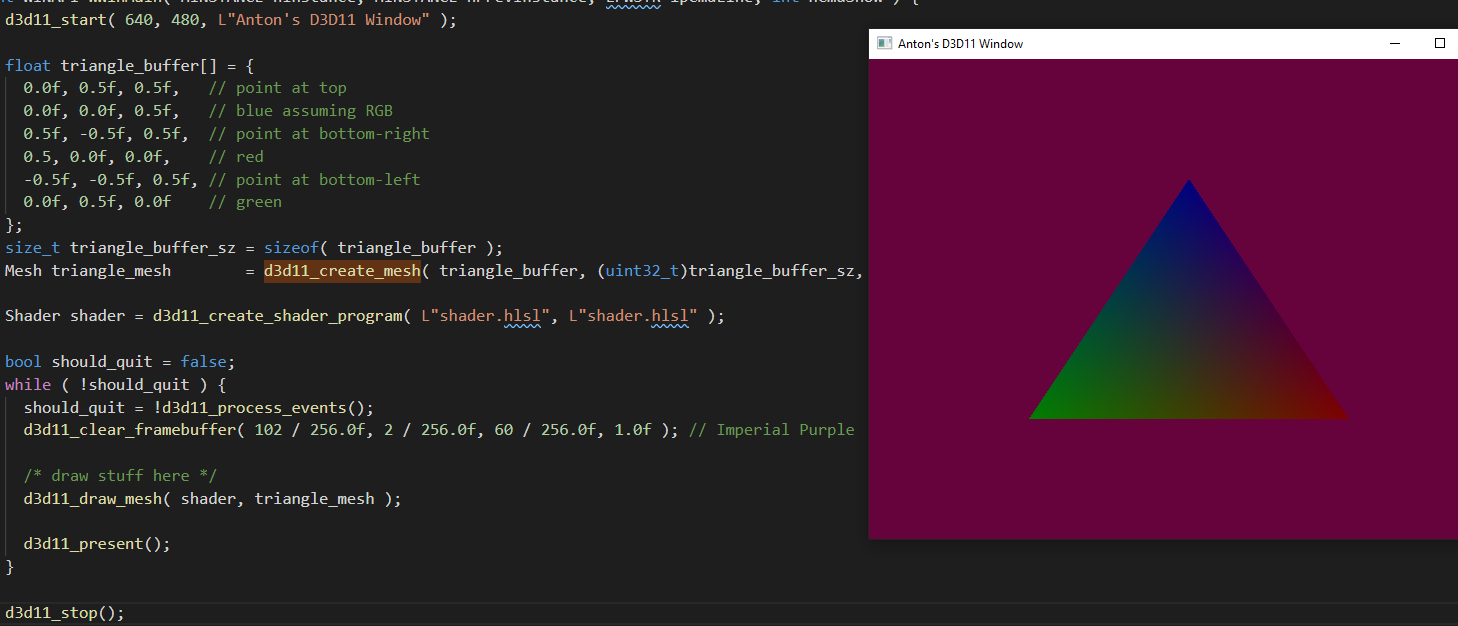 d3d11_start( 640, 480, L"Anton's D3D11 Window" );
float triangle_buffer[] = {
0.0f, 0.5f, 0.5f, // point at top
0.0f, 0.0f, 0.5f, // blue assuming RGB
0.5f, -0.5f, 0.5f, // point at bottom-right
0.5, 0.0f, 0.0f, // red
-0.5f, -0.5f, 0.5f, // point at bottom-left
0.0f, 0.5f, 0.0f // green
};
size_t triangle_buffer_sz = sizeof( triangle_buffer );
Mesh triangle_mesh = d3d11_create_mesh( triangle_buffer, (uint32_t)triangle_buffer_sz,
Shader shader = d3d11_create_shader_program( L"shader.hlsl", L"shader.hlsl" );
bool should_quit = false;
while ( !should_quit ) {
should_quit = !d3d11_process_events();
d3d11_clear_framebuffer( 102 / 256.0f, 2 / 256.0f, 60 / 256.0f, 1.0f ); // Imperial Purple
/* draw stuff here */
d3d11_draw_mesh( shader, triangle_mesh );
d3d11_present();
}
d3d11_stop();
Anton's D3D11 Window